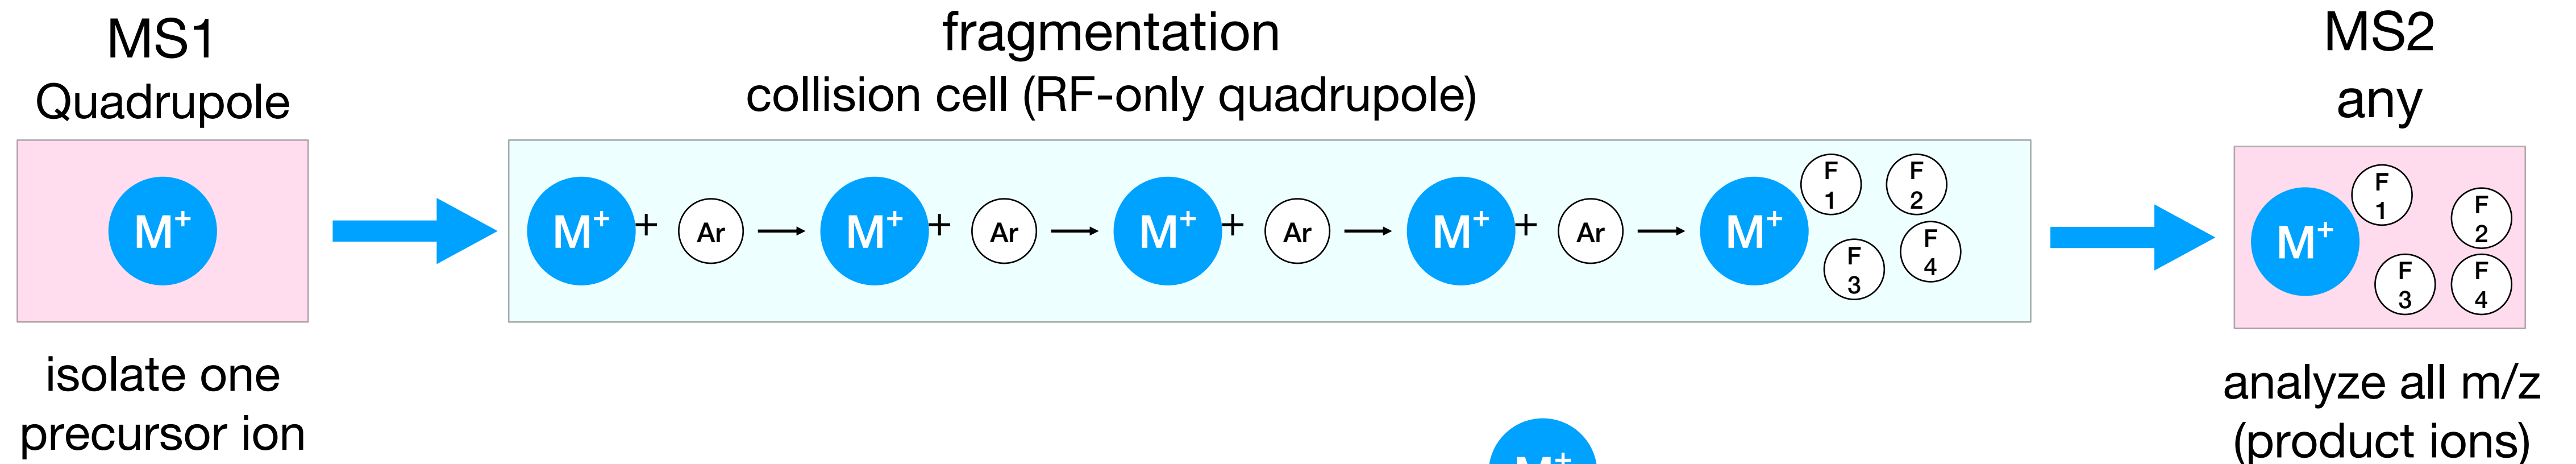 MS1
Quadrupole
M+
isolate one
precursor ion
fragmentation
collision cell (RF-only quadrupole)
M+ + Ar → M+ + Ar → M+ + Ar → M+ + Ar → M+
F
1
F
2
F
3
F
4
MS2
any
M+
F
1
F
2
F
3
F
4
analyze all m/z
(product ions)
M+